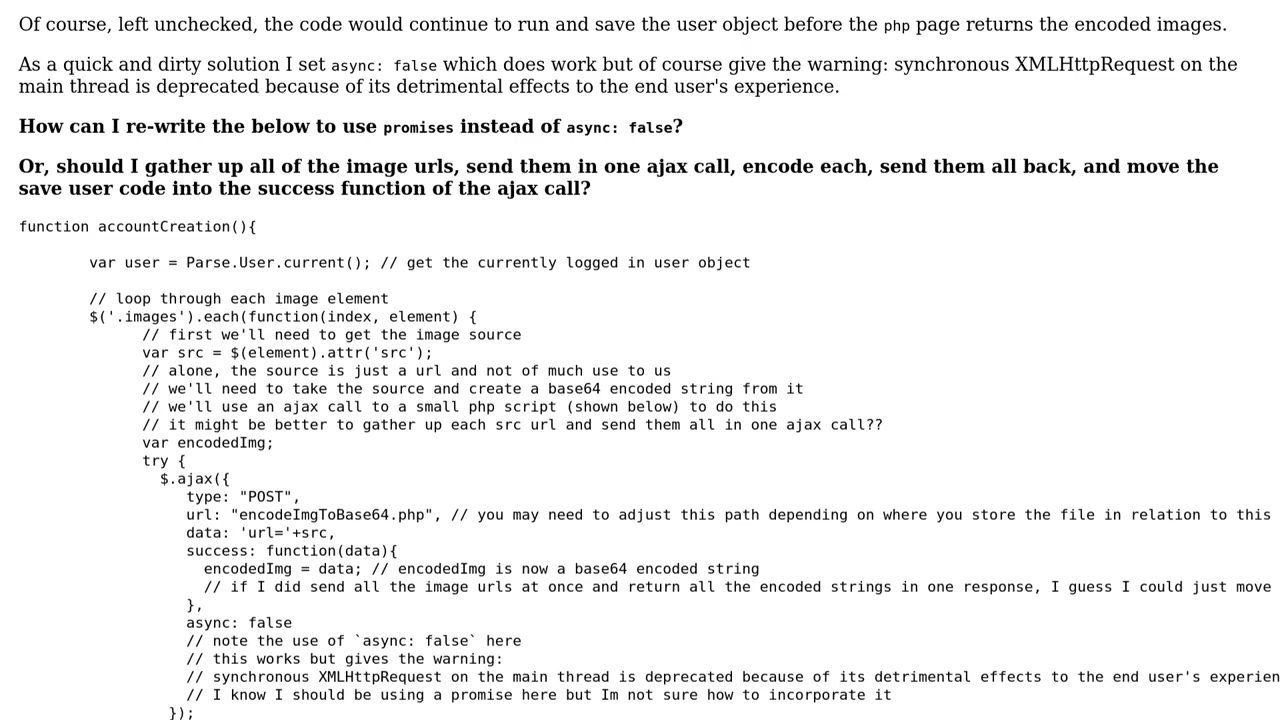 Of course, left unchecked, the code would continue to run and save the user object before the php page returns the encoded images.
As a quick and dirty solution I set async: false which does work but of course give the warning: synchronous XMLHttpRequest on the
main thread is deprecated because of its detrimental effects to the end user's experience.
How can I re-write the below to use promises instead of async: false?
Or, should I gather up all of the image urls, send them in one ajax call, encode each, send them all back, and move the
save user code into the success function of the ajax call?
function accountCreation(){
var user = Parse.User.current(); // get the currently logged in user object
// loop through each image element
$('.images').each(function(index, element) {
// first we'll need to get the image source
var src = $(element).attr('src');
// alone, the source is just a url and not of much use to us
// we'll need to take the source and create a base64 encoded string from it
// we'll use an ajax call to a small php script (shown below) to do this
// it might be better to gather up each src url and send them all in one ajax call??
var encodedImg;
try {
$.ajax({
type: "POST",
url: "encodeImgToBase64.php", // you may need to adjust this path depending on where you store the file in relation to this
data: 'url='+src,
success: function(data){
encodedImg = data; // encodedImg is now a base64 encoded string
// if I did send all the image urls at once and return all the encoded strings in one response, I guess I could just move
},
async: false
// note the use of `async: false` here
// this works but gives the warning:
// synchronous XMLHttpRequest on the main thread is deprecated because of its detrimental effects to the end user's experien
// I know I should be using a promise here but Im not sure how to incorporate it
});